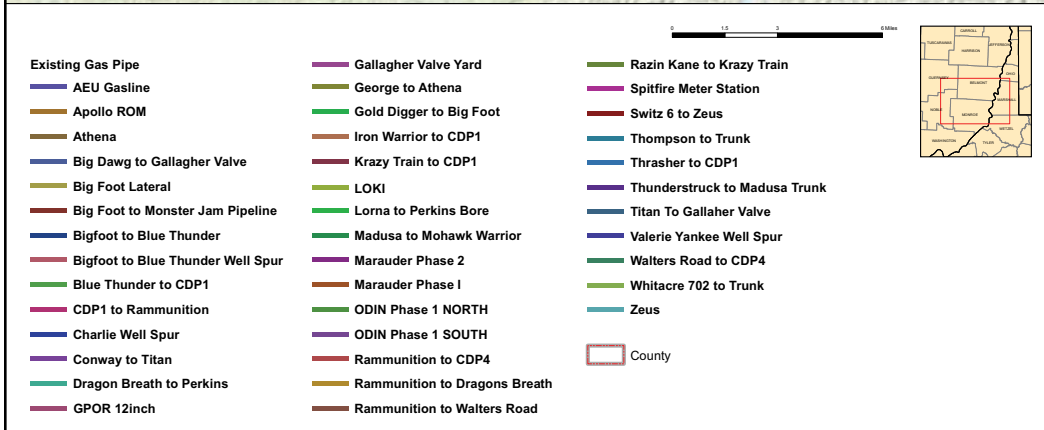 0 1.5 3 6 Miles
Existing Gas Pipe
AEU Gasline
Apollo ROM
Athena
Big Dawg to Gallagher Valve
Big Foot Lateral
Big Foot to Monster Jam Pipeline
Bigfoot to Blue Thunder
Bigfoot to Blue Thunder Well Spur
Blue Thunder to CDP1
CDP1 to Rammunition
Charlie Well Spur
Conway to Titan
Dragon Breath to Perkins
GPOR 12inch
Gallagher Valve Yard
George to Athena
Gold Digger to Big Foot
Iron Warrior to CDP1
Krazy Train to CDP1
LOKI
Lorna to Perkins Bore
Madusa to Mohawk Warrior
Marauder Phase 2
Marauder Phase I
ODIN Phase 1 NORTH
ODIN Phase 1 SOUTH
Rammunition to CDP4
Rammunition to Dragons Breath
Rammunition to Walters Road
Razin Kane to Krazy Train
Spitfire Meter Station
Switz 6 to Zeus
Thompson to Trunk
Thrasher to CDP1
Thunderstruck to Madusa Trunk
Titan To Gallaher Valve
Valerie Yankee Well Spur
Walters Road to CDP4
Whitacre 702 to Trunk
Zeus
County
CARROLL
TUSCARAWAS
JEFFERSON
HARRISON
OHIO
GUERNSEY
BELMONT
MARSHALL
NOBLE
MONROE
WETZEL
WASHINGTON
TYLER